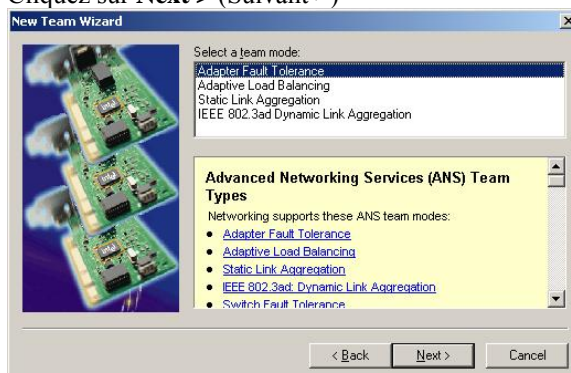 Cliquez sur Next > (Suivant>)
New Team Wizard
Select a team mode:
Adapter Fault Tolerance
Adaptive Load Balancing
Static Link Aggregation
IEEE 802.3ad Dynamic Link Aggregation
Advanced Networking Services (ANS) Team
Types
Networking supports these ANS team modes:
• Adapter Fault Tolerance
• Adaptive Load Balancing
• Static Link Aggregation
• IEEE 802.3ad: Dynamic Link Aggregation
• Switch Fault Tolerance
< Back
Next >
Cancel